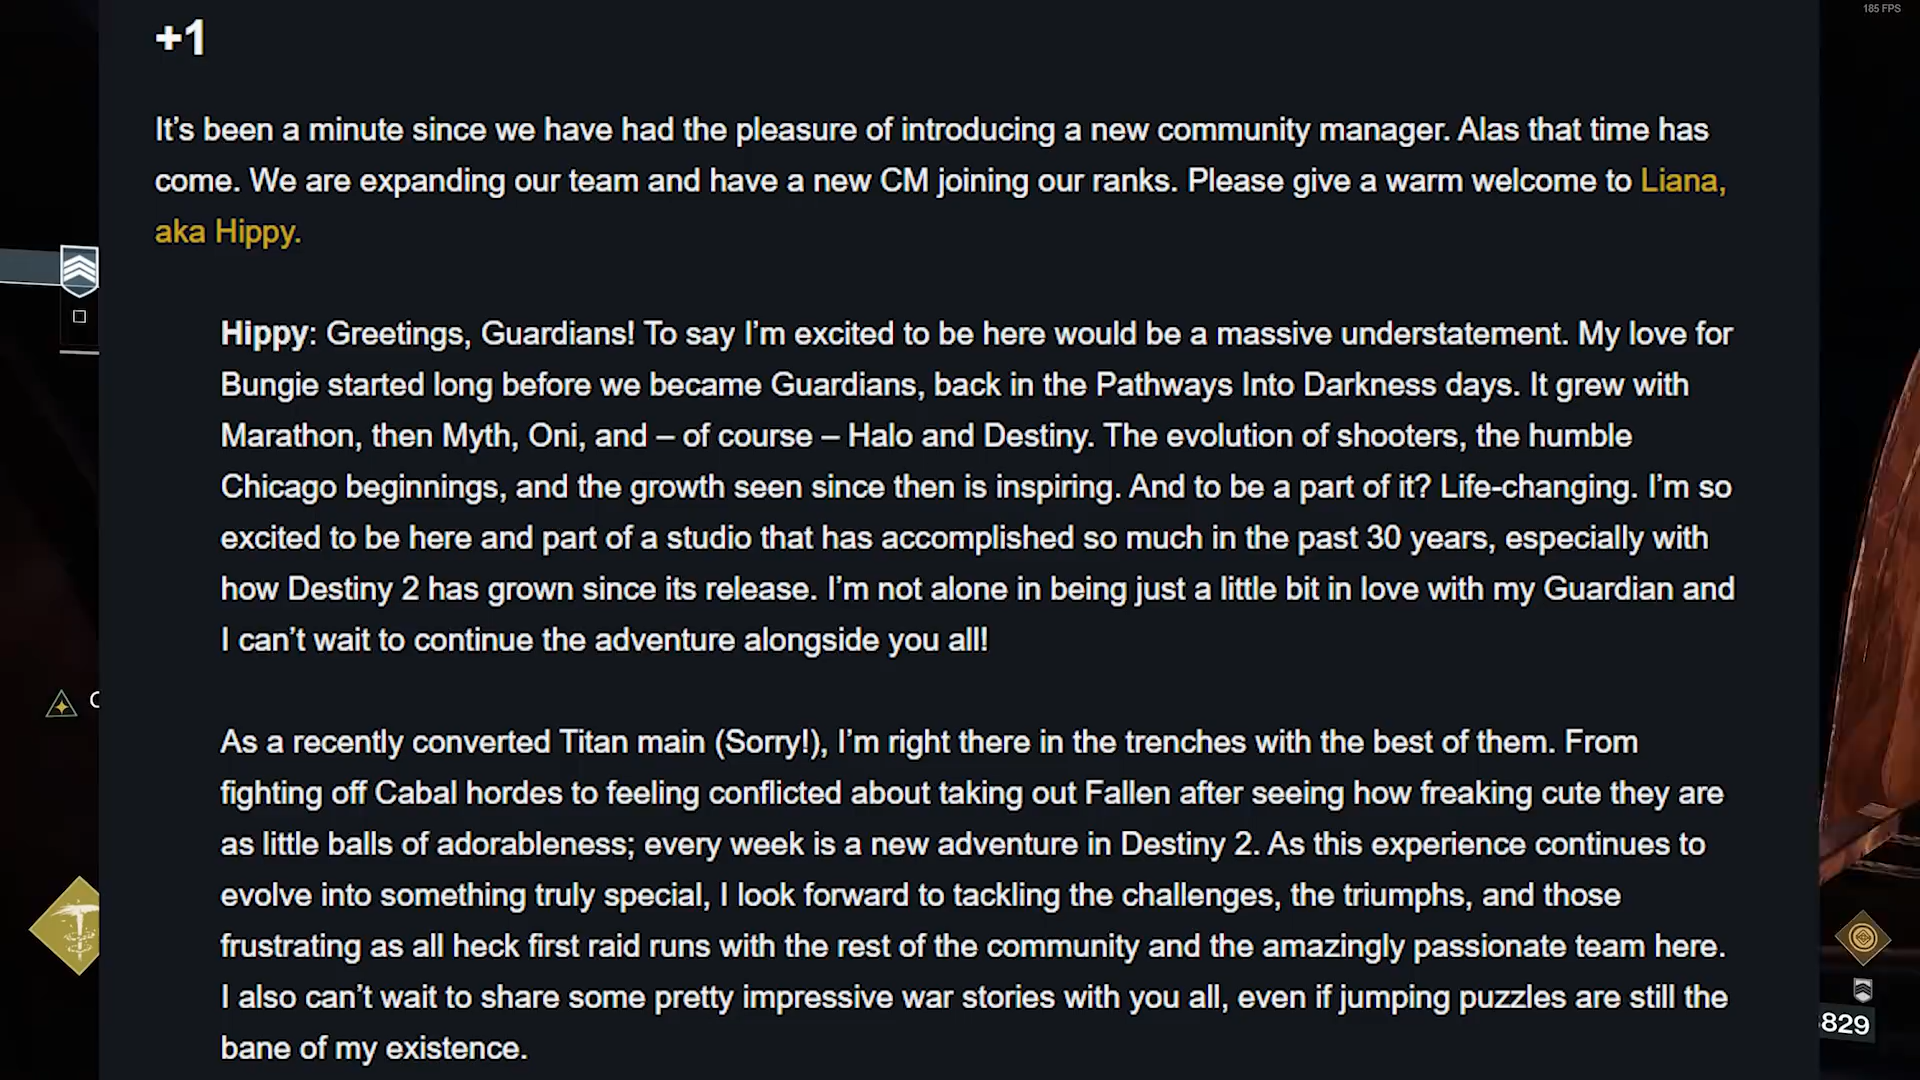 185 FPS
+1
It's been a minute since we have had the pleasure of introducing a new community manager. Alas that time has
come. We are expanding our team and have a new CM joining our ranks. Please give a warm welcome to Liana,
aka Hippy.
Hippy: Greetings, Guardians! To say I'm excited to be here would be a massive understatement. My love for
Bungie started long before we became Guardians, back in the Pathways Into Darkness days. It grew with
Marathon, then Myth, Oni, and – of course – Halo and Destiny. The evolution of shooters, the humble
Chicago beginnings, and the growth seen since then is inspiring. And to be a part of it? Life-changing. I'm so
excited to be here and part of a studio that has accomplished so much in the past 30 years, especially with
how Destiny 2 has grown since its release. I'm not alone in being just a little bit in love with my Guardian and
I can't wait to continue the adventure alongside you all!
As a recently converted Titan main (Sorry!), I'm right there in the trenches with the best of them. From
fighting off Cabal hordes to feeling conflicted about taking out Fallen after seeing how freaking cute they are
as little balls of adorableness; every week is a new adventure in Destiny 2. As this experience continues to
evolve into something truly special, I look forward to tackling the challenges, the triumphs, and those
frustrating as all heck first raid runs with the rest of the community and the amazingly passionate team here.
I also can't wait to share some pretty impressive war stories with you all, even if jumping puzzles are still the
bane of my existence.
829